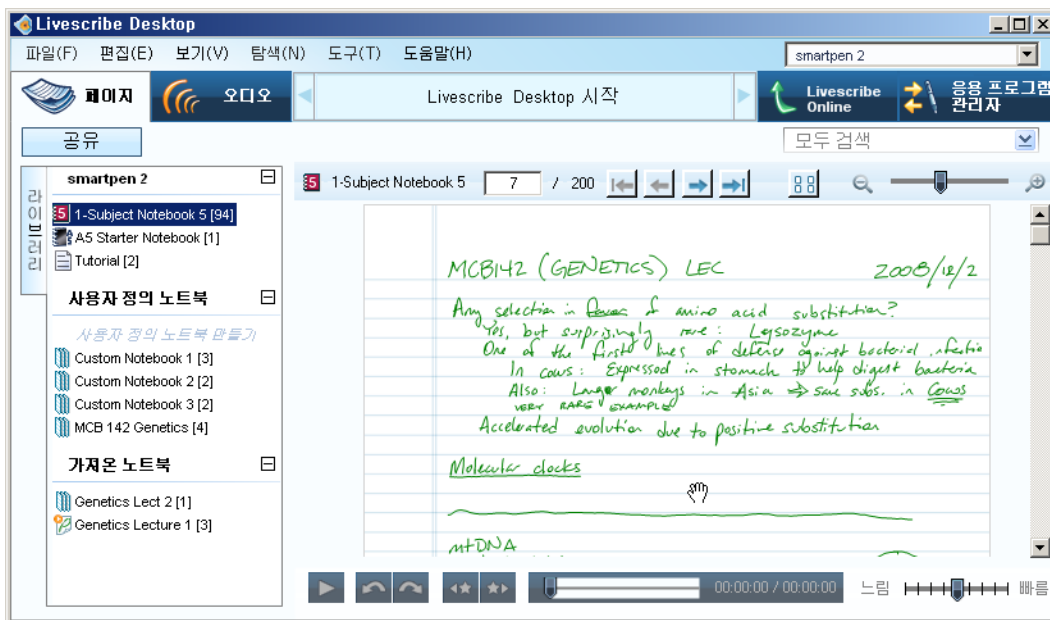 Livescribe Desktop
파일(F) 편집(E) 보기(V) 탐색(N) 도구(T) 도움말(H)
smartpen 2
페이지
오디오
Livescribe Desktop 시작
Livescribe Online
응용 프로그램 관리자
공유
모두 검색
라이브러리
smartpen 2
1-Subject Notebook 5 [94]
A5 Starter Notebook [1]
Tutorial [2]
사용자 정의 노트북
사용자 정의 노트북 만들기
Custom Notebook 1 [3]
Custom Notebook 2 [2]
Custom Notebook 3 [2]
MCB 142 Genetics [4]
가져온 노트북
Genetics Lect 2 [1]
Genetics Lecture 1 [3]
1-Subject Notebook 5 7 / 200
MCB142 (GENETICS) LEC 2008/12/2
Any selection in of amino acid substitution?
Yes, but surprisingly rare : Lysozyme
One of the first lines of defense against bacterial infectio
In cows : Expressed in stomach to help digest bacteria
Also : Langur monkeys in Asia ⇒ same subs. in Cows
VERY RARE EXAMPLE
Accelerated evolution due to positive substitution
Molecular clocks
mtDNA
00:00:00 / 00:00:00
느림 빠름